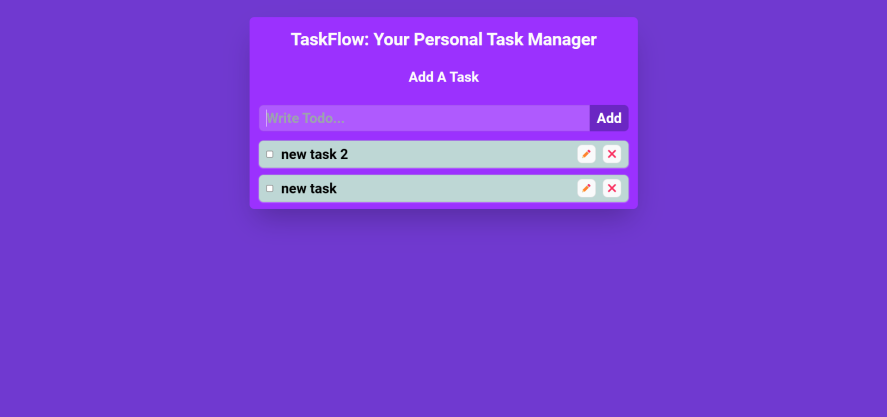 TaskFlow: Your Personal Task Manager
Add A Task
Write Todo... Add
new task 2
new task